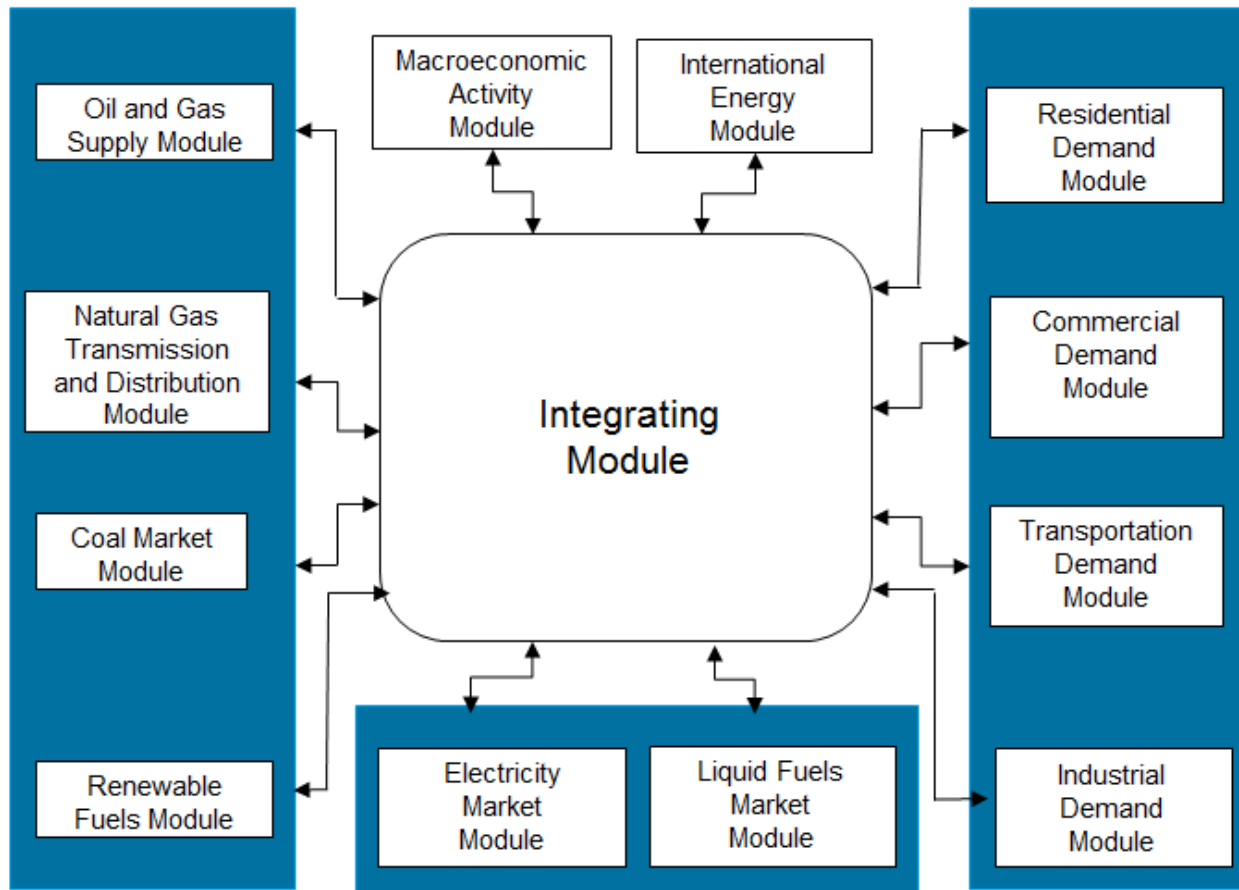 Macroeconomic
Activity
Module
International
Energy
Module
Oil and Gas
Supply Module
Natural Gas
Transmission
and Distribution
Module
Coal Market
Module
Renewable
Fuels Module
Integrating
Module
Residential
Demand
Module
Commercial
Demand
Module
Transportation
Demand
Module
Industrial
Demand
Module
Electricity
Market
Module
Liquid Fuels
Market
Module